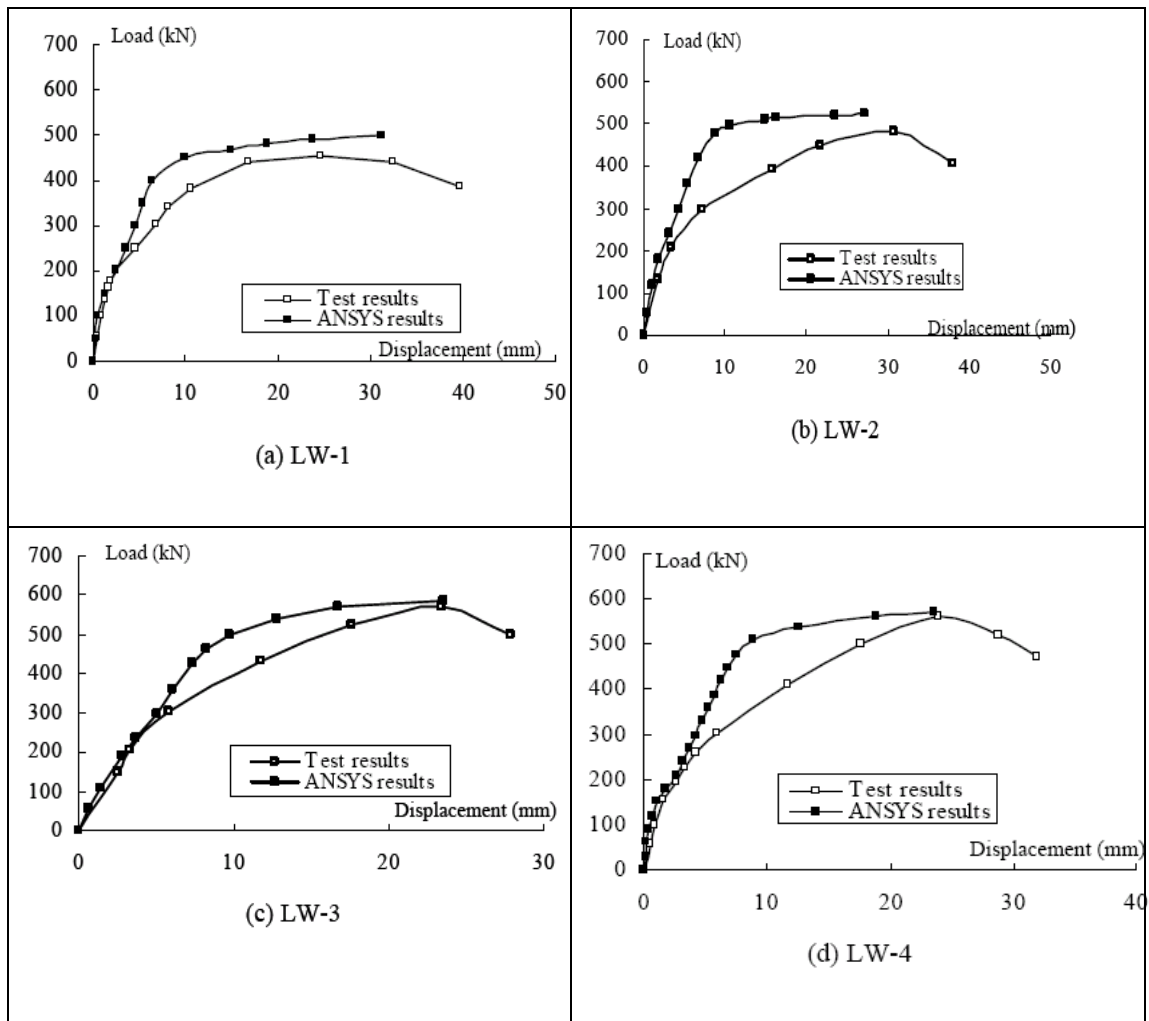 Load (kN)
700
600
500
400
300
200
100
0
Test results
ANSYS results
Displacement (mm)
0 10 20 30 40 50
(a) LW-1
Load (kN)
700
600
500
400
300
200
100
0
Test results
ANSYS results
Displacement (mm)
0 10 20 30 40 50
(b) LW-2
Load (kN)
700
600
500
400
300
200
100
0
Test results
ANSYS results
Displacement (mm)
0 10 20 30
(c) LW-3
Load (kN)
700
600
500
400
300
200
100
0
Test results
ANSYS results
Displacement (mm)
0 10 20 30 40
(d) LW-4